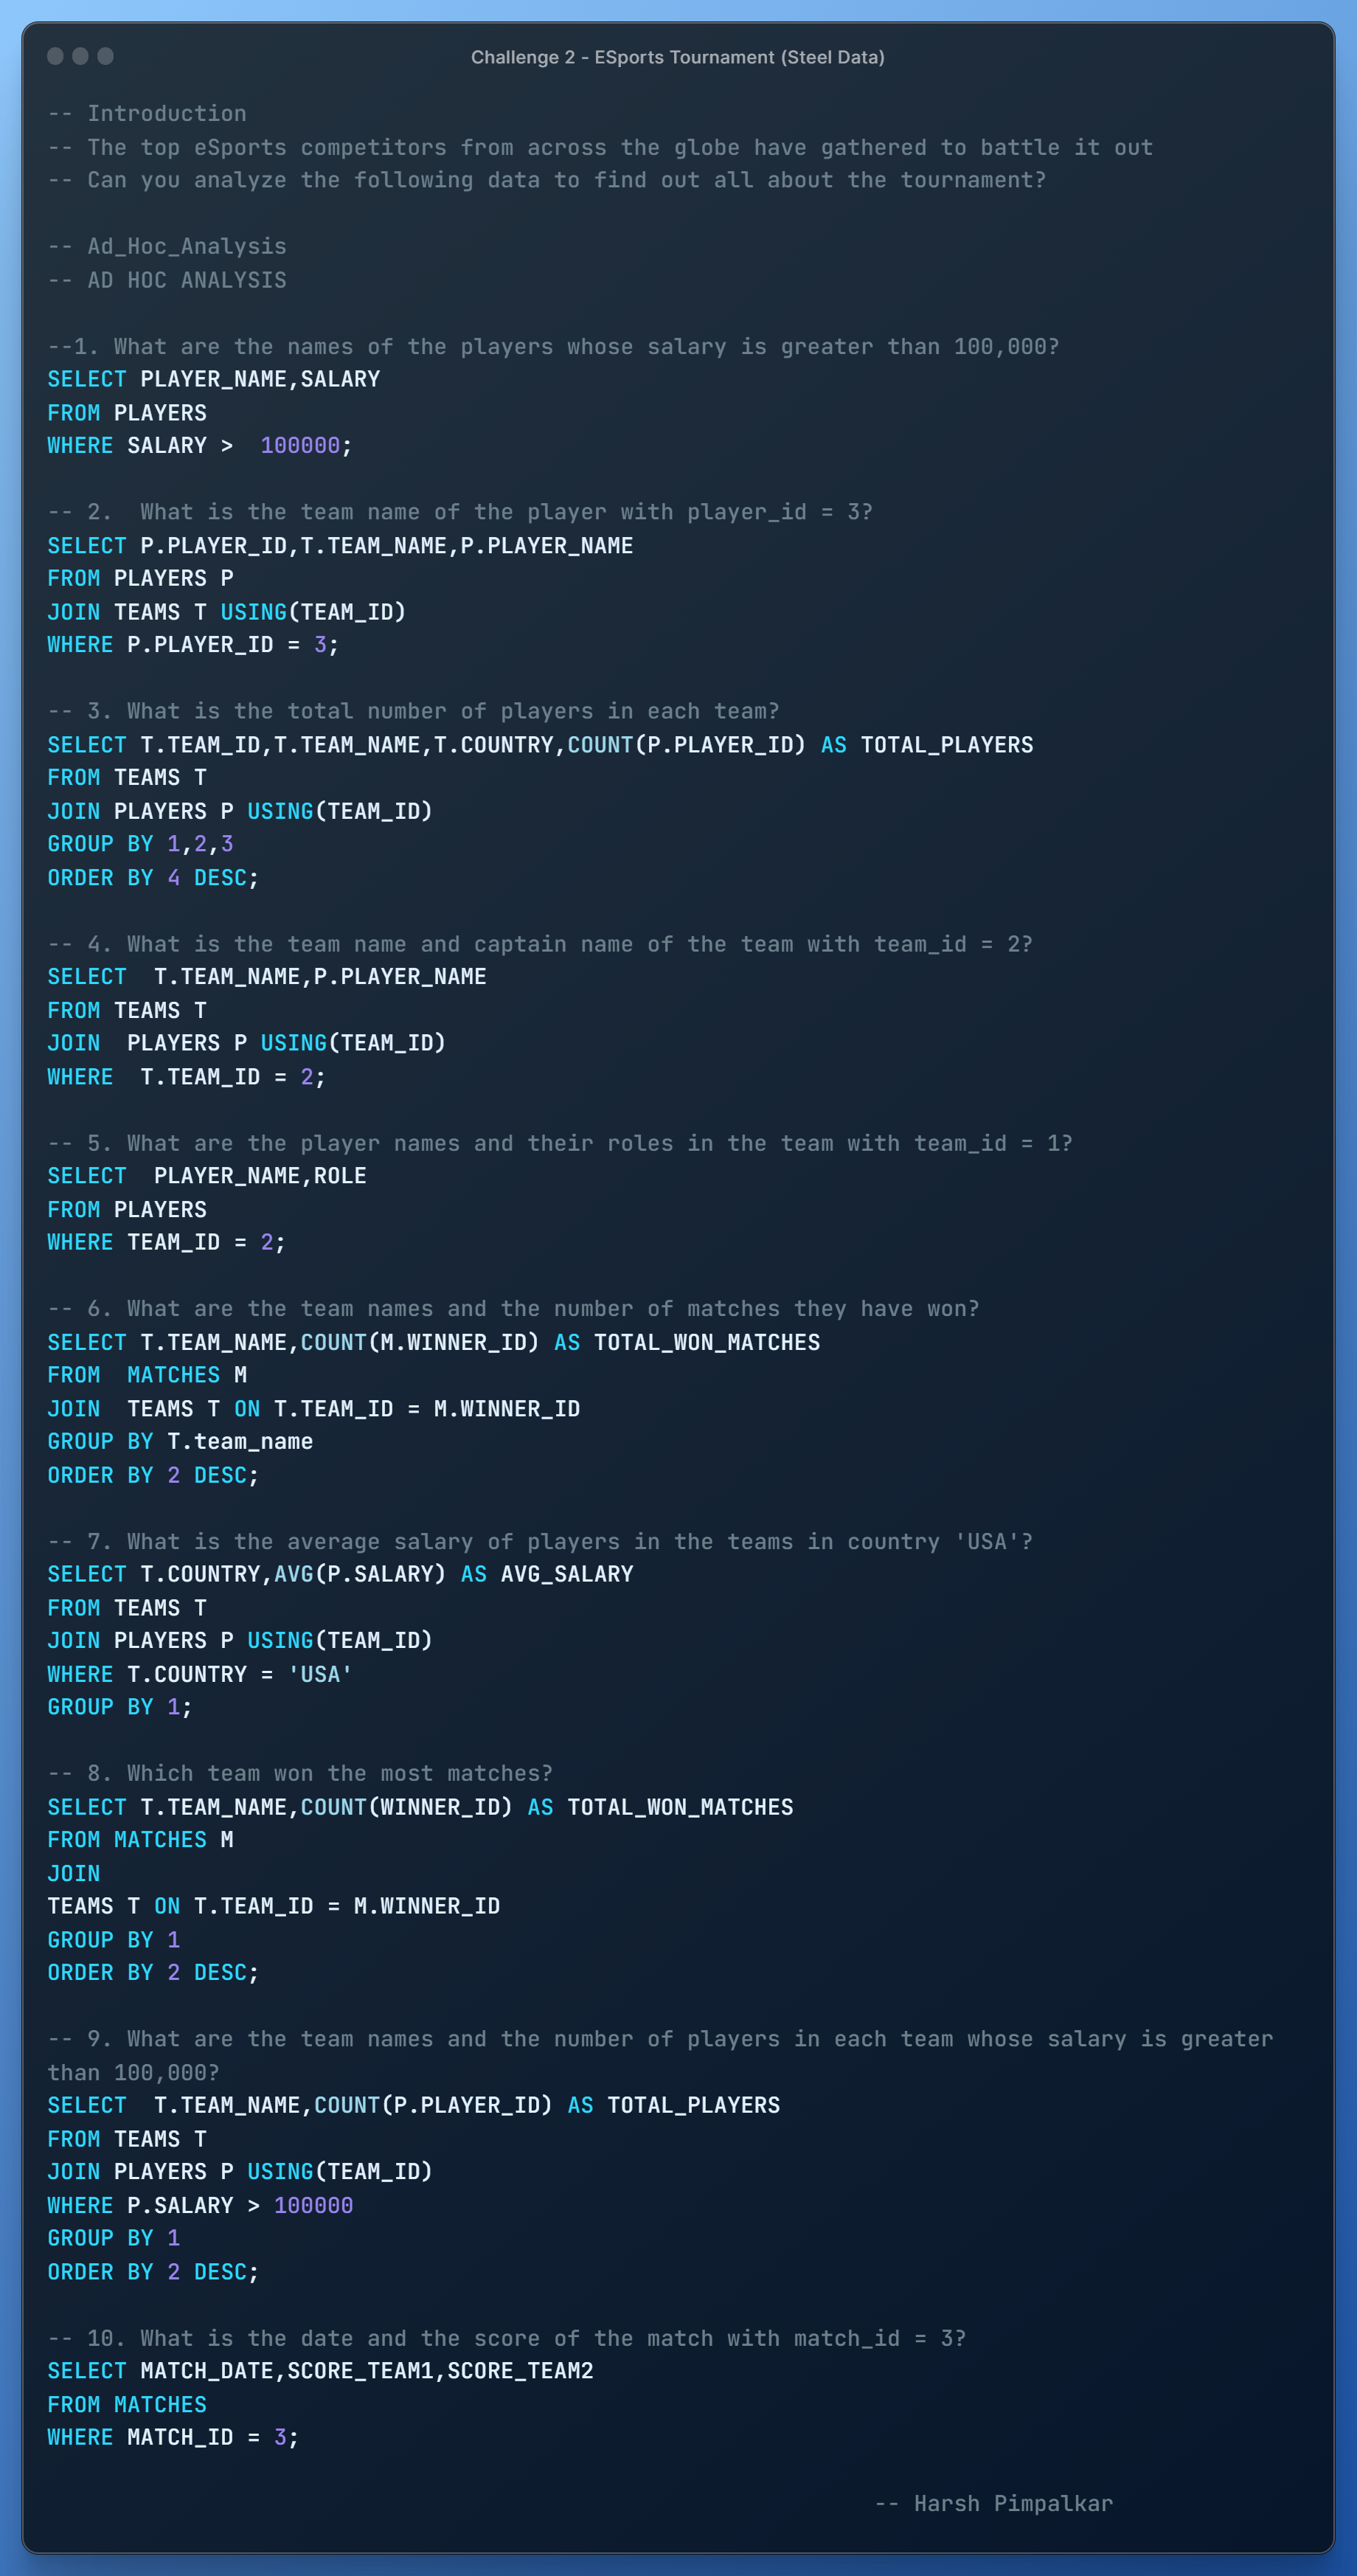 Challenge 2 - ESports Tournament (Steel Data)
-- Introduction
-- The top eSports competitors from across the globe have gathered to battle it out
-- Can you analyze the following data to find out all about the tournament?
-- Ad_Hoc_Analysis
-- AD HOC ANALYSIS
--1. What are the names of the players whose salary is greater than 100,000?
SELECT PLAYER_NAME,SALARY
FROM PLAYERS
WHERE SALARY >  100000;
-- 2.  What is the team name of the player with player_id = 3?
SELECT P.PLAYER_ID,T.TEAM_NAME,P.PLAYER_NAME
FROM PLAYERS P
JOIN TEAMS T USING(TEAM_ID)
WHERE P.PLAYER_ID = 3;
-- 3. What is the total number of players in each team?
SELECT T.TEAM_ID,T.TEAM_NAME,T.COUNTRY,COUNT(P.PLAYER_ID) AS TOTAL_PLAYERS
FROM TEAMS T
JOIN PLAYERS P USING(TEAM_ID)
GROUP BY 1,2,3
ORDER BY 4 DESC;
-- 4. What is the team name and captain name of the team with team_id = 2?
SELECT  T.TEAM_NAME,P.PLAYER_NAME
FROM TEAMS T
JOIN  PLAYERS P USING(TEAM_ID)
WHERE  T.TEAM_ID = 2;
-- 5. What are the player names and their roles in the team with team_id = 1?
SELECT  PLAYER_NAME,ROLE
FROM PLAYERS
WHERE TEAM_ID = 2;
-- 6. What are the team names and the number of matches they have won?
SELECT T.TEAM_NAME,COUNT(M.WINNER_ID) AS TOTAL_WON_MATCHES
FROM  MATCHES M
JOIN  TEAMS T ON T.TEAM_ID = M.WINNER_ID
GROUP BY T.team_name
ORDER BY 2 DESC;
-- 7. What is the average salary of players in the teams in country 'USA'?
SELECT T.COUNTRY,AVG(P.SALARY) AS AVG_SALARY
FROM TEAMS T
JOIN PLAYERS P USING(TEAM_ID)
WHERE T.COUNTRY = 'USA'
GROUP BY 1;
-- 8. Which team won the most matches?
SELECT T.TEAM_NAME,COUNT(WINNER_ID) AS TOTAL_WON_MATCHES
FROM MATCHES M
JOIN
TEAMS T ON T.TEAM_ID = M.WINNER_ID
GROUP BY 1
ORDER BY 2 DESC;
-- 9. What are the team names and the number of players in each team whose salary is greater
than 100,000?
SELECT  T.TEAM_NAME,COUNT(P.PLAYER_ID) AS TOTAL_PLAYERS
FROM TEAMS T
JOIN PLAYERS P USING(TEAM_ID)
WHERE P.SALARY > 100000
GROUP BY 1
ORDER BY 2 DESC;
-- 10. What is the date and the score of the match with match_id = 3?
SELECT MATCH_DATE,SCORE_TEAM1,SCORE_TEAM2
FROM MATCHES
WHERE MATCH_ID = 3;
-- Harsh Pimpalkar